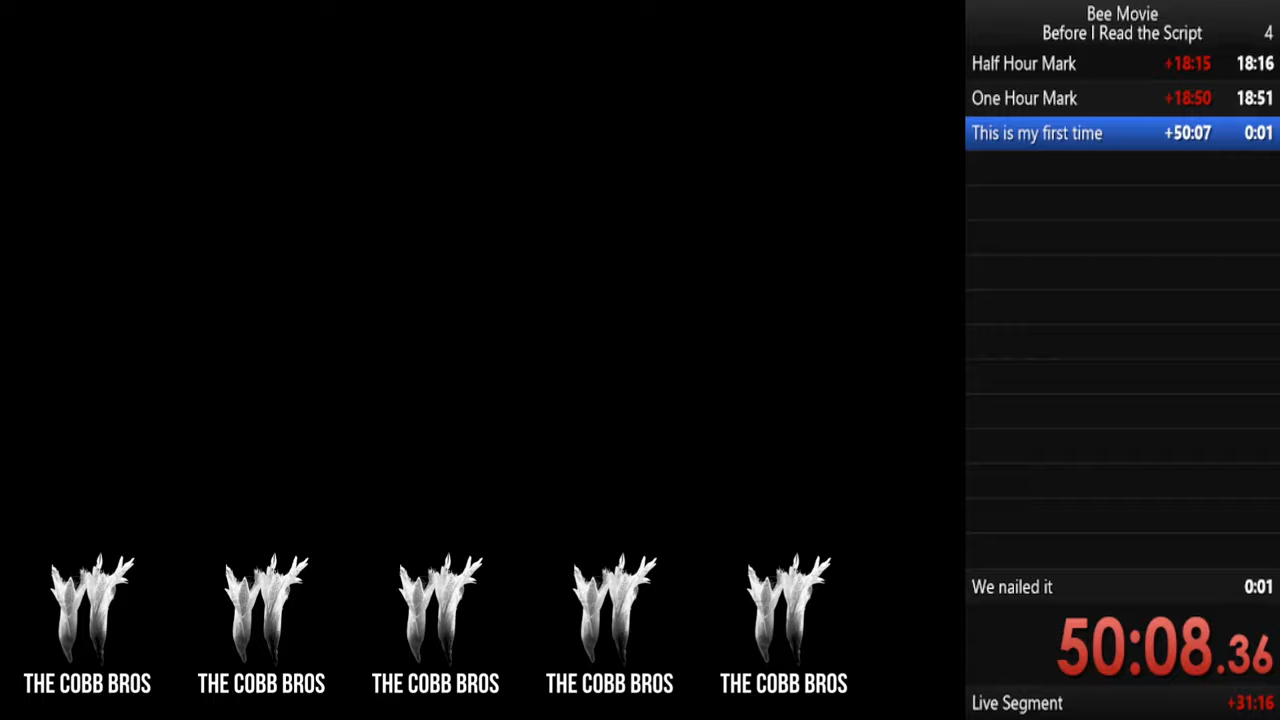 Bee Movie
Before I Read the Script 4
Half Hour Mark +18:15 18:16
One Hour Mark +18:50 18:51
This is my first time +50:07 0:01
We nailed it 0:01
50:08.36
Live Segment +31:16
THE COBB BROS THE COBB BROS THE COBB BROS THE COBB BROS THE COBB BROS